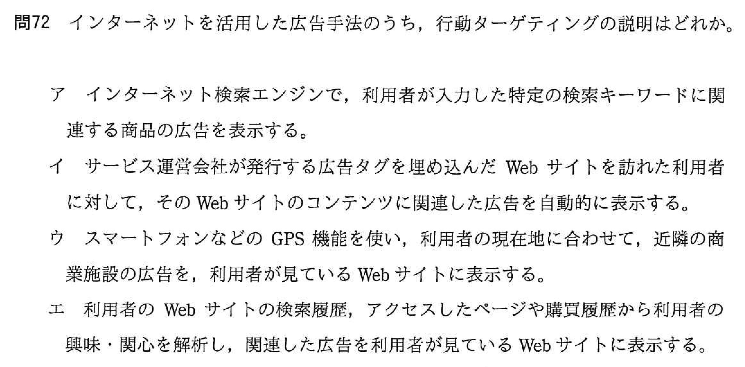 問72 インターネットを活用した広告手法のうち，行動ターゲティングの説明はどれか。
ア インターネット検索エンジンで，利用者が入力した特定の検索キーワードに関
連する商品の広告を表示する。
イ サービス運営会社が発行する広告タグを埋め込んだ Web サイトを訪れた利用者
に対して，その Web サイトのコンテンツに関連した広告を自動的に表示する。
ウ スマートフォンなどの GPS 機能を使い，利用者の現在地に合わせて，近隣の商
業施設の広告を，利用者が見ている Web サイトに表示する。
エ 利用者の Web サイトの検索履歴，アクセスしたページや購買履歴から利用者の
興味・関心を解析し，関連した広告を利用者が見ている Web サイトに表示する。